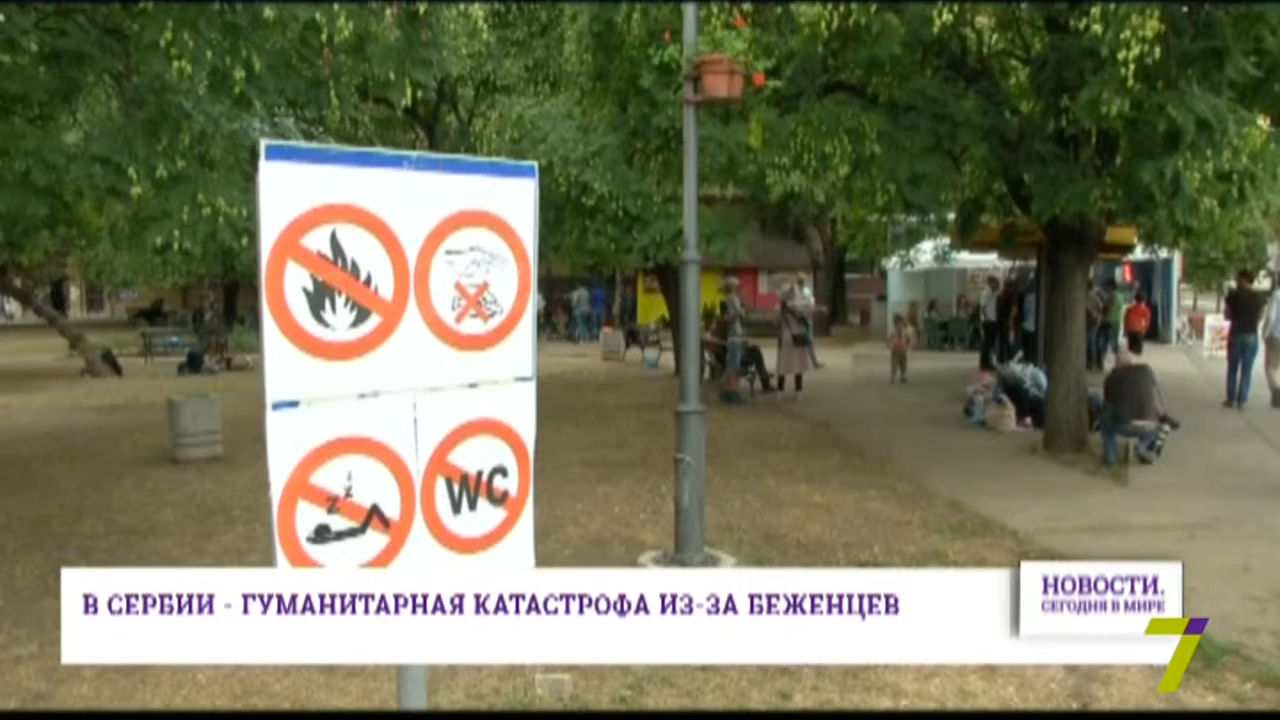 z z
WC
В СЕРБИИ - ГУМАНИТАРНАЯ КАТАСТРОФА ИЗ-ЗА БЕЖЕНЦЕВ
НОВОСТИ.
СЕГОДНЯ В МИРЕ
7